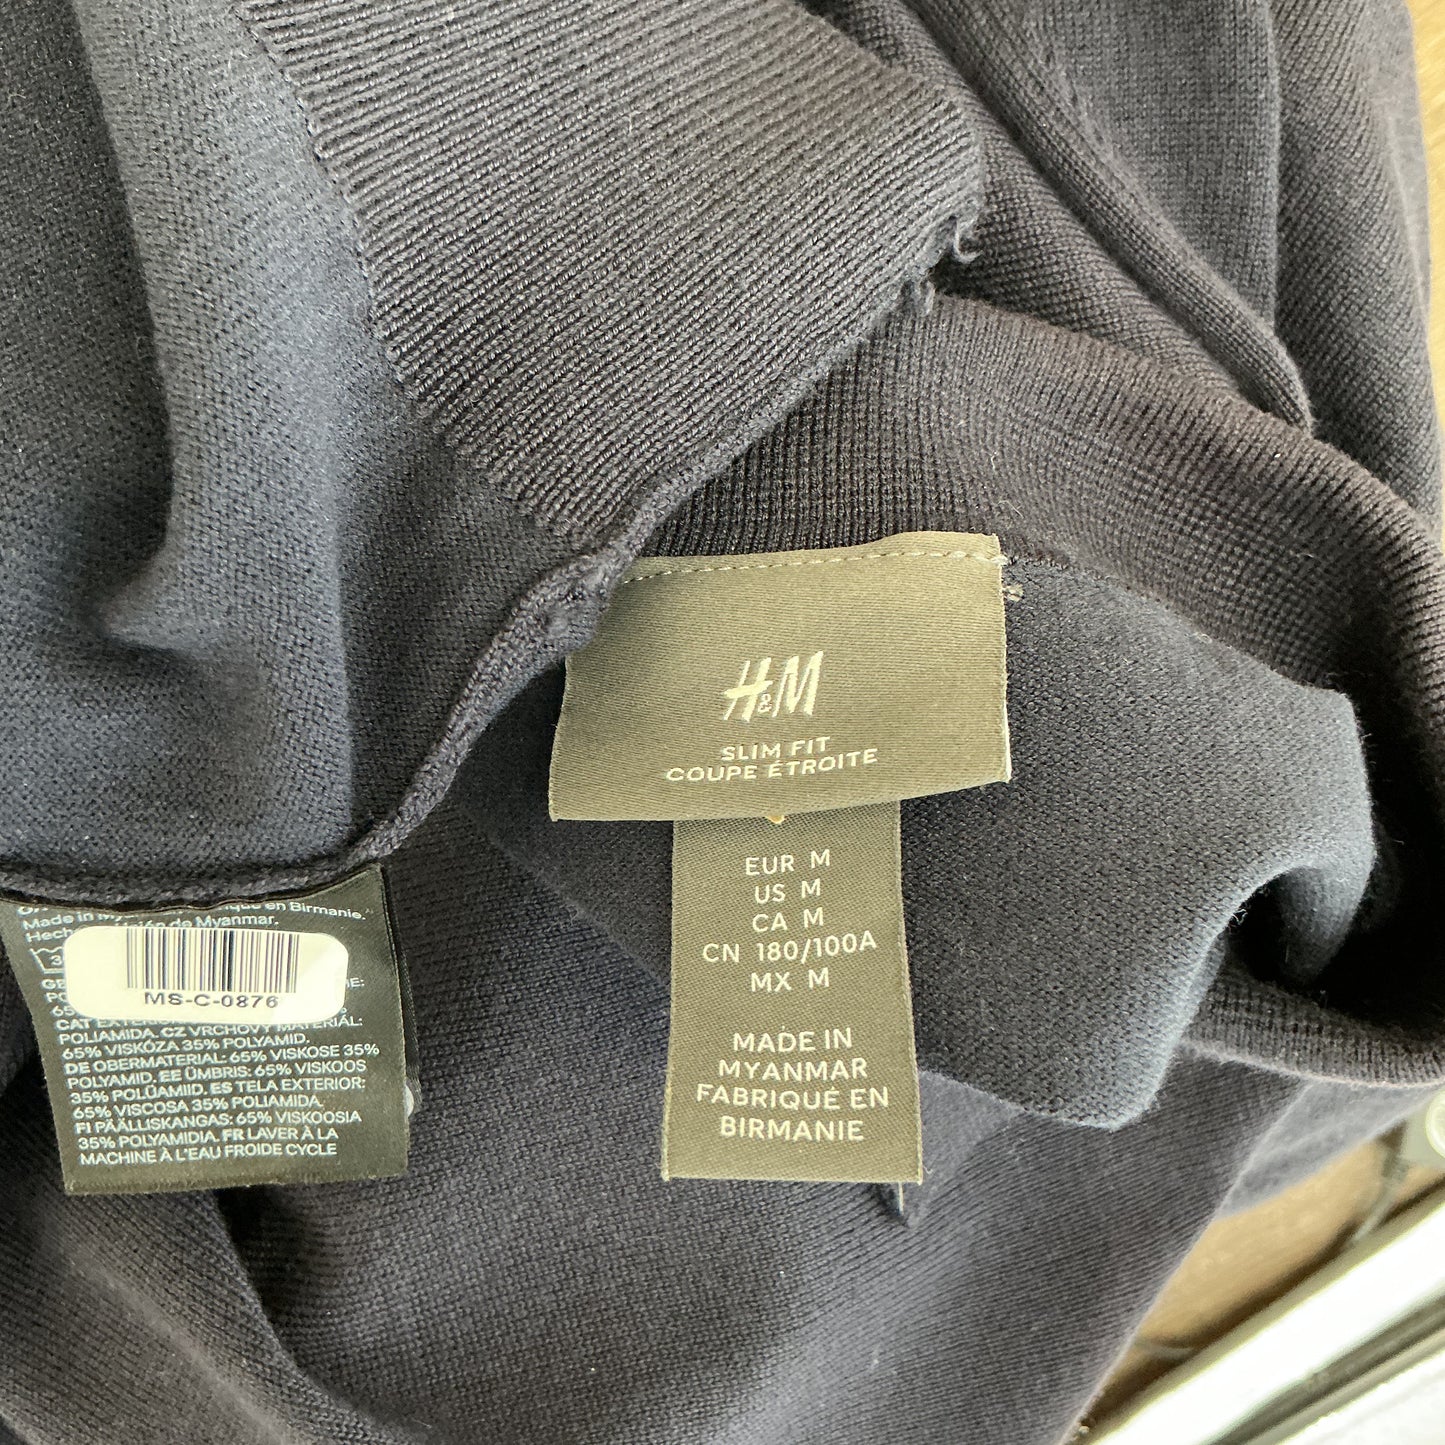 H&M
SLIM FIT
COUPE ÉTROITE
EUR M
US M
CA M
CN 180/100A
MX M
MADE IN
MYANMAR
FABRIQUÉ EN
BIRMANIE
en Birmanie.
Made in
de Myanmar.
MS-C-0876
POLIAMIDA. CZ VRCHOVÝ MATERIÁL:
65% VISKÓZA 35% POLYAMID.
DE OBERMATERIAL: 65% VISKOSE 35%
POLYAMID. EE ÜMBRIS: 65% VISKOOS
35% POLÜAMIID. ES TELA EXTERIOR:
65% VISCOSA 35% POLIAMIDA.
FI PÄÄLLISKANGAS: 65% VISKOOSIA
35% POLYAMIDIA. FR LAVER À LA
MACHINE À L'EAU FROIDE CYCLE